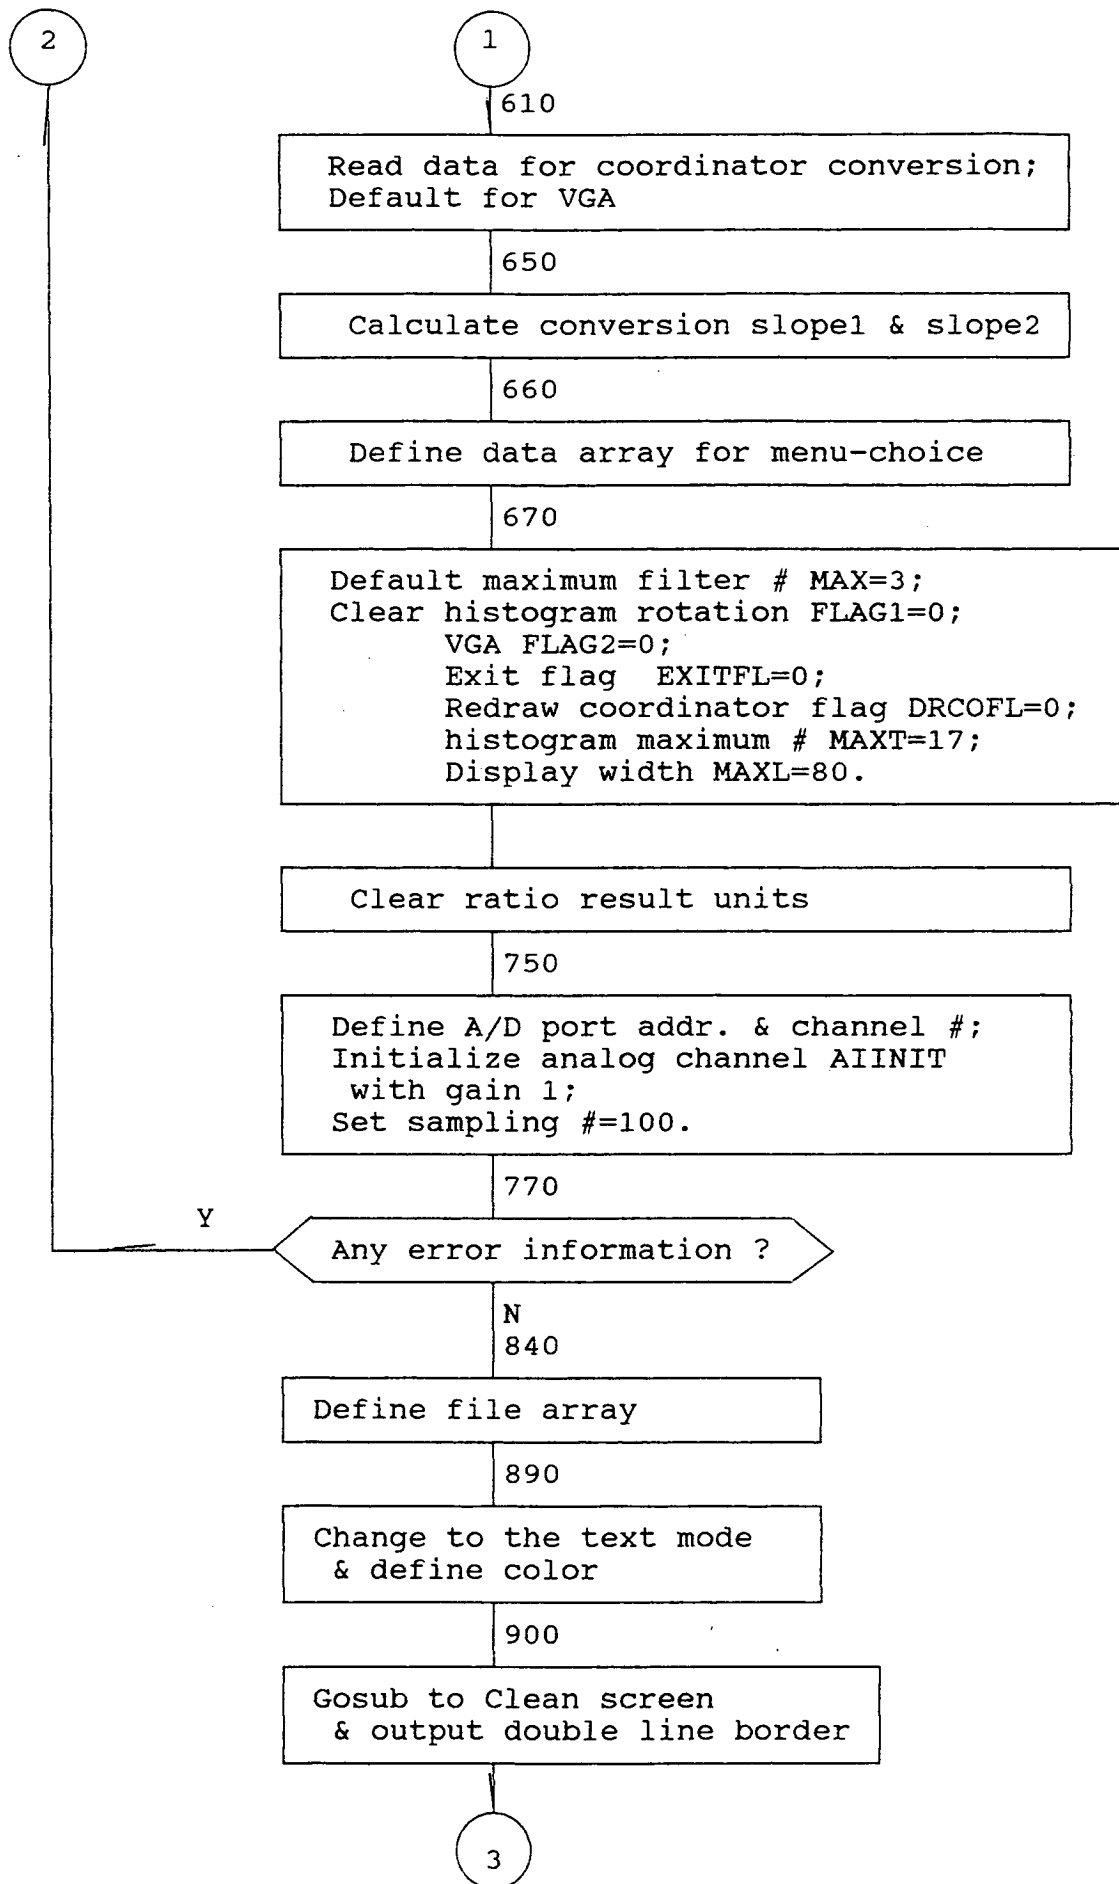 2
1
610
Read data for coordinator conversion;
Default for VGA
650
Calculate conversion slope1 & slope2
660
Define data array for menu-choice
670
Default maximum filter # MAX=3;
Clear histogram rotation FLAG1=0;
VGA FLAG2=0;
Exit flag EXITFL=0;
Redraw coordinator flag DRCOFL=0;
histogram maximum # MAXT=17;
Display width MAXL=80.
Clear ratio result units
750
Define A/D port addr. & channel #;
Initialize analog channel AIINIT
with gain 1;
Set sampling #=100.
770
Y
Any error information ?
N
840
Define file array
890
Change to the text mode
& define color
900
Gosub to Clean screen
& output double line border
3